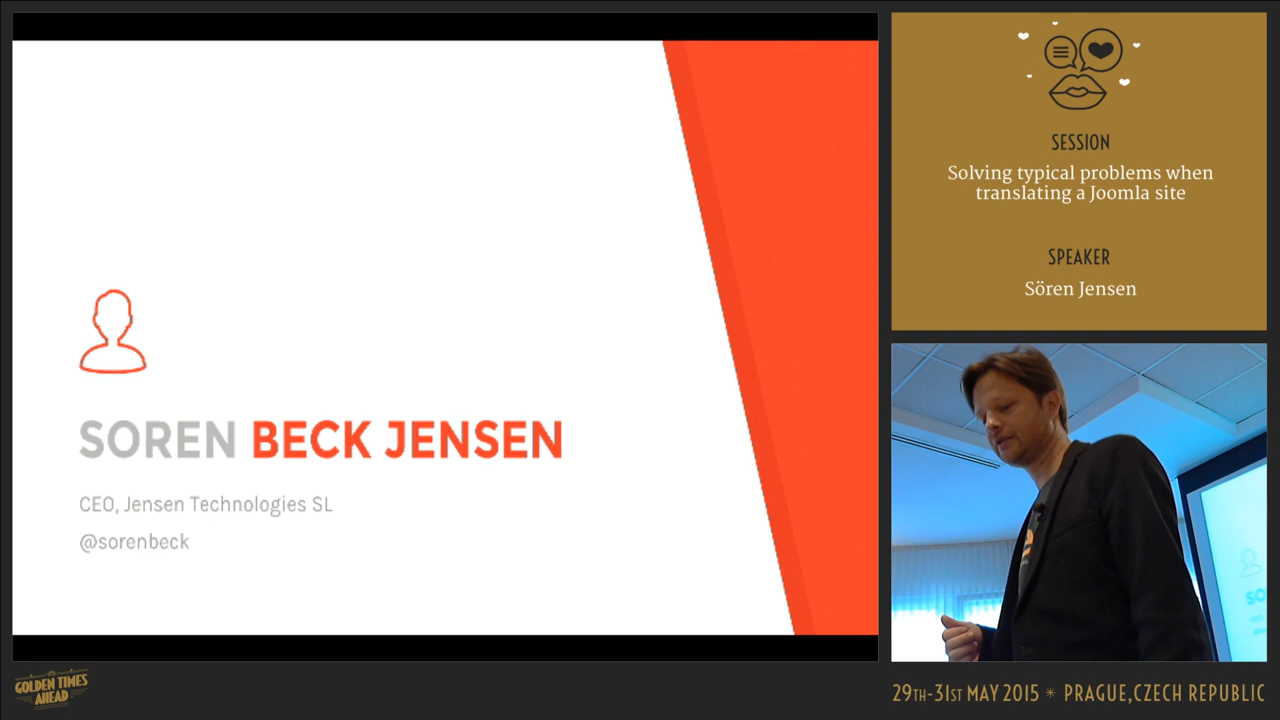 SOREN BECK JENSEN
CEO, Jensen Technologies SL
@sorenbeck
SESSION
Solving typical problems when
translating a Joomla site
SPEAKER
Sören Jensen
GOLDEN TIMES
AHEAD
29TH-31ST MAY 2015 * PRAGUE,CZECH REPUBLIC